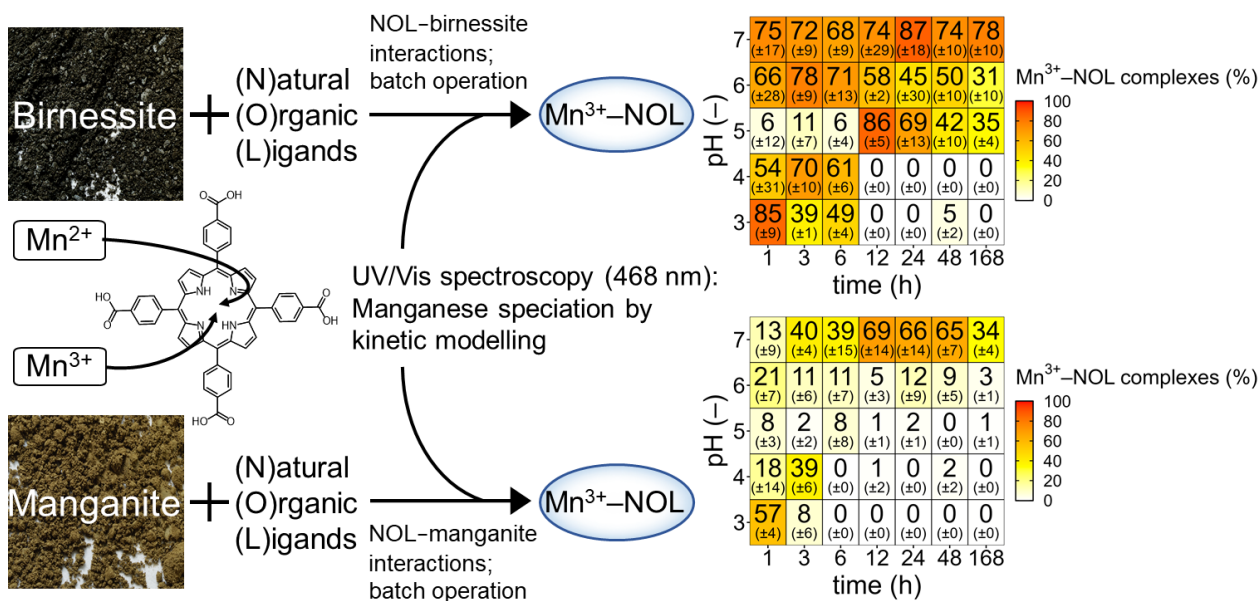 Birnessite
(N)atural
(O)rganic
(L)igands
NOL–birnessite
interactions;
batch operation
Mn³⁺–NOL
Mn²⁺
Mn³⁺
OH
O
HO
O
O
OH
O
HO
NH
N
N
HN
UV/Vis spectroscopy (468 nm):
Manganese speciation by
kinetic modelling
Manganite
(N)atural
(O)rganic
(L)igands
NOL–manganite
interactions;
batch operation
Mn³⁺–NOL
pH (–)
7 75 72 68 74 87 74 78
(±17) (±9) (±9) (±29) (±18) (±10) (±10)
6 66 78 71 58 45 50 31
(±28) (±9) (±13) (±2) (±30) (±10) (±10)
5 6 11 6 86 69 42 35
(±12) (±7) (±4) (±5) (±13) (±10) (±4)
4 54 70 61 0 0 0 0
(±31) (±10) (±6) (±0) (±0) (±0) (±0)
3 85 39 49 0 0 5 0
(±9) (±1) (±4) (±0) (±0) (±2) (±0)
1 3 6 12 24 48 168
time (h)
Mn³⁺–NOL complexes (%)
100
80
60
40
20
0
pH (–)
7 13 40 39 69 66 65 34
(±9) (±4) (±15) (±14) (±14) (±7) (±4)
6 21 11 11 5 12 9 3
(±7) (±6) (±7) (±3) (±9) (±5) (±1)
5 8 2 8 1 2 0 1
(±3) (±2) (±8) (±1) (±1) (±0) (±1)
4 18 39 0 1 0 2 0
(±14) (±6) (±0) (±2) (±0) (±2) (±0)
3 57 8 0 0 0 0 0
(±4) (±6) (±0) (±0) (±0) (±0) (±0)
1 3 6 12 24 48 168
time (h)
Mn³⁺–NOL complexes (%)
100
80
60
40
20
0